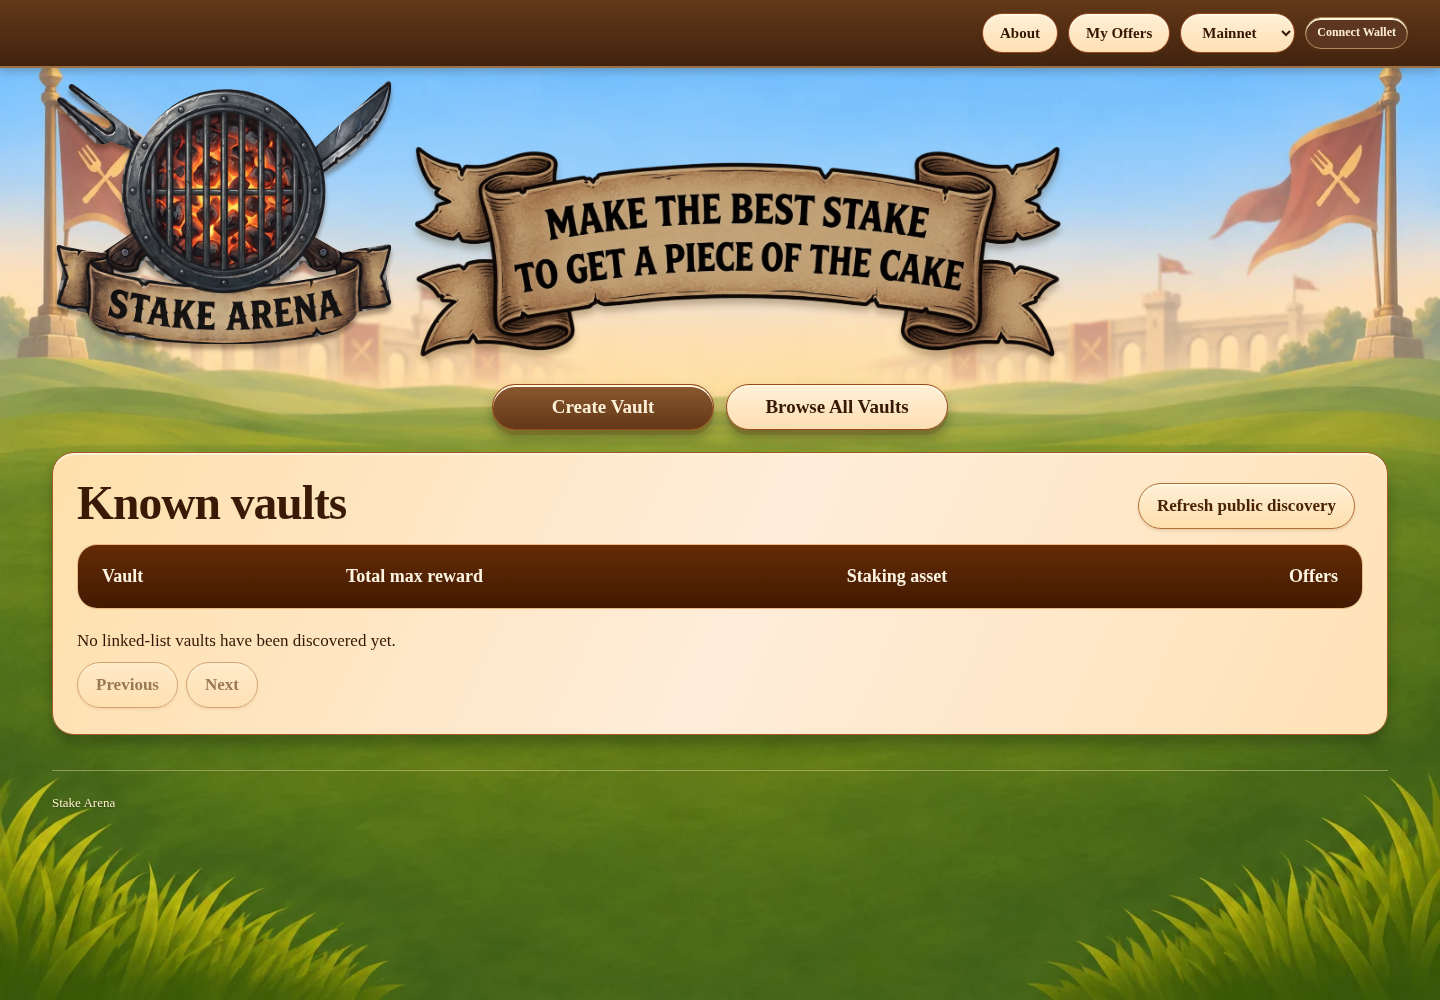 About
My Offers
Mainnet
Connect Wallet
STAKE ARENA
MAKE THE BEST STAKE
TO GET A PIECE OF THE CAKE
Create Vault
Browse All Vaults
Known vaults
Refresh public discovery
Vault
Total max reward
Staking asset
Offers
No linked-list vaults have been discovered yet.
Previous
Next
Stake Arena